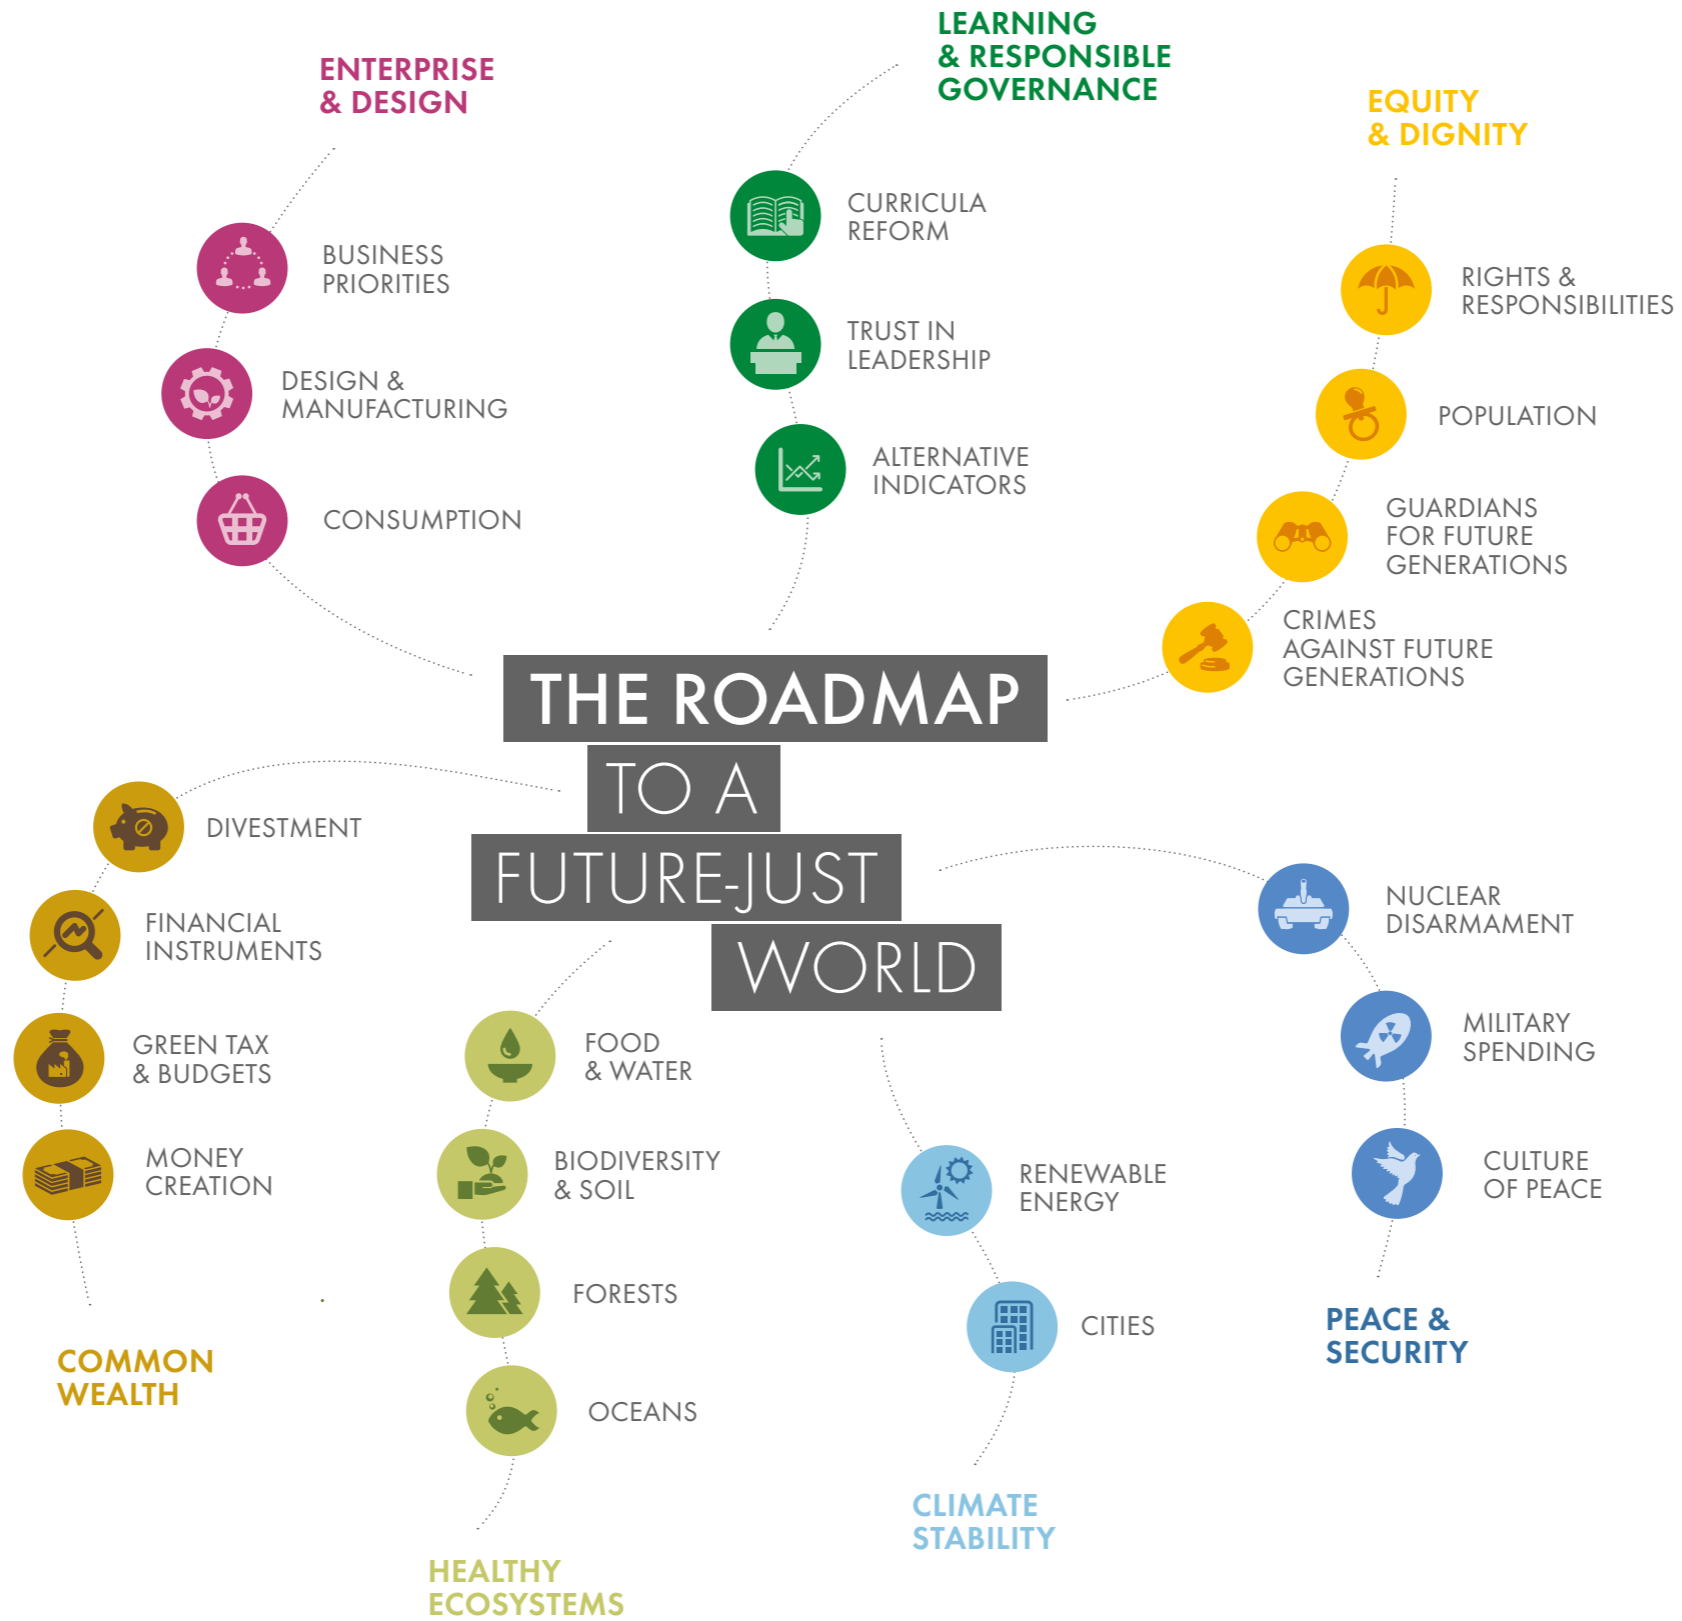 ENTERPRISE
& DESIGN
BUSINESS
PRIORITIES
DESIGN &
MANUFACTURING
CONSUMPTION
LEARNING
& RESPONSIBLE
GOVERNANCE
CURRICULA
REFORM
TRUST IN
LEADERSHIP
ALTERNATIVE
INDICATORS
EQUITY
& DIGNITY
RIGHTS &
RESPONSIBILITIES
POPULATION
GUARDIANS
FOR FUTURE
GENERATIONS
CRIMES
AGAINST FUTURE
GENERATIONS
THE ROADMAP
TO A
FUTURE-JUST
WORLD
DIVESTMENT
FINANCIAL
INSTRUMENTS
GREEN TAX
& BUDGETS
MONEY
CREATION
COMMON
WEALTH
FOOD
& WATER
BIODIVERSITY
& SOIL
FORESTS
OCEANS
HEALTHY
ECOSYSTEMS
RENEWABLE
ENERGY
CITIES
CLIMATE
STABILITY
NUCLEAR
DISARMAMENT
MILITARY
SPENDING
CULTURE
OF PEACE
PEACE &
SECURITY